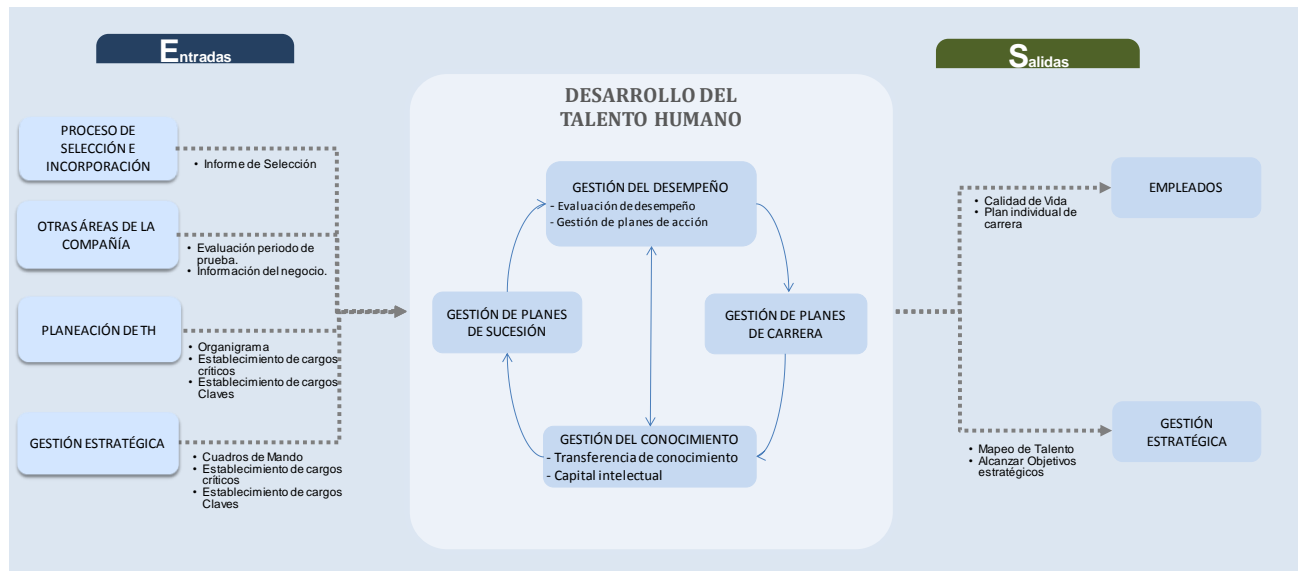 Entradas
Salidas
DESARROLLO DEL
TALENTO HUMANO
PROCESO DE
SELECCIÓN E
INCORPORACIÓN
• Informe de Selección
OTRAS ÁREAS DE LA
COMPAÑÍA
• Evaluación periodo de
prueba.
• Información del negocio.
PLANEACIÓN DE TH
• Organigrama
• Establecimiento de cargos
críticos
• Establecimiento de cargos
Claves
GESTIÓN ESTRATÉGICA
• Cuadros de Mando
• Establecimiento de cargos
críticos
• Establecimiento de cargos
Claves
GESTIÓN DEL DESEMPEÑO
- Evaluación de desempeño
- Gestión de planes de acción
GESTIÓN DE PLANES
DE SUCESIÓN
GESTIÓN DE PLANES
DE CARRERA
GESTIÓN DEL CONOCIMIENTO
- Transferencia de conocimiento
- Capital intelectual
EMPLEADOS
• Calidad de Vida
• Plan individual de
carrera
GESTIÓN
ESTRATÉGICA
• Mapeo de Talento
• Alcanzar Objetivos
estratégicos